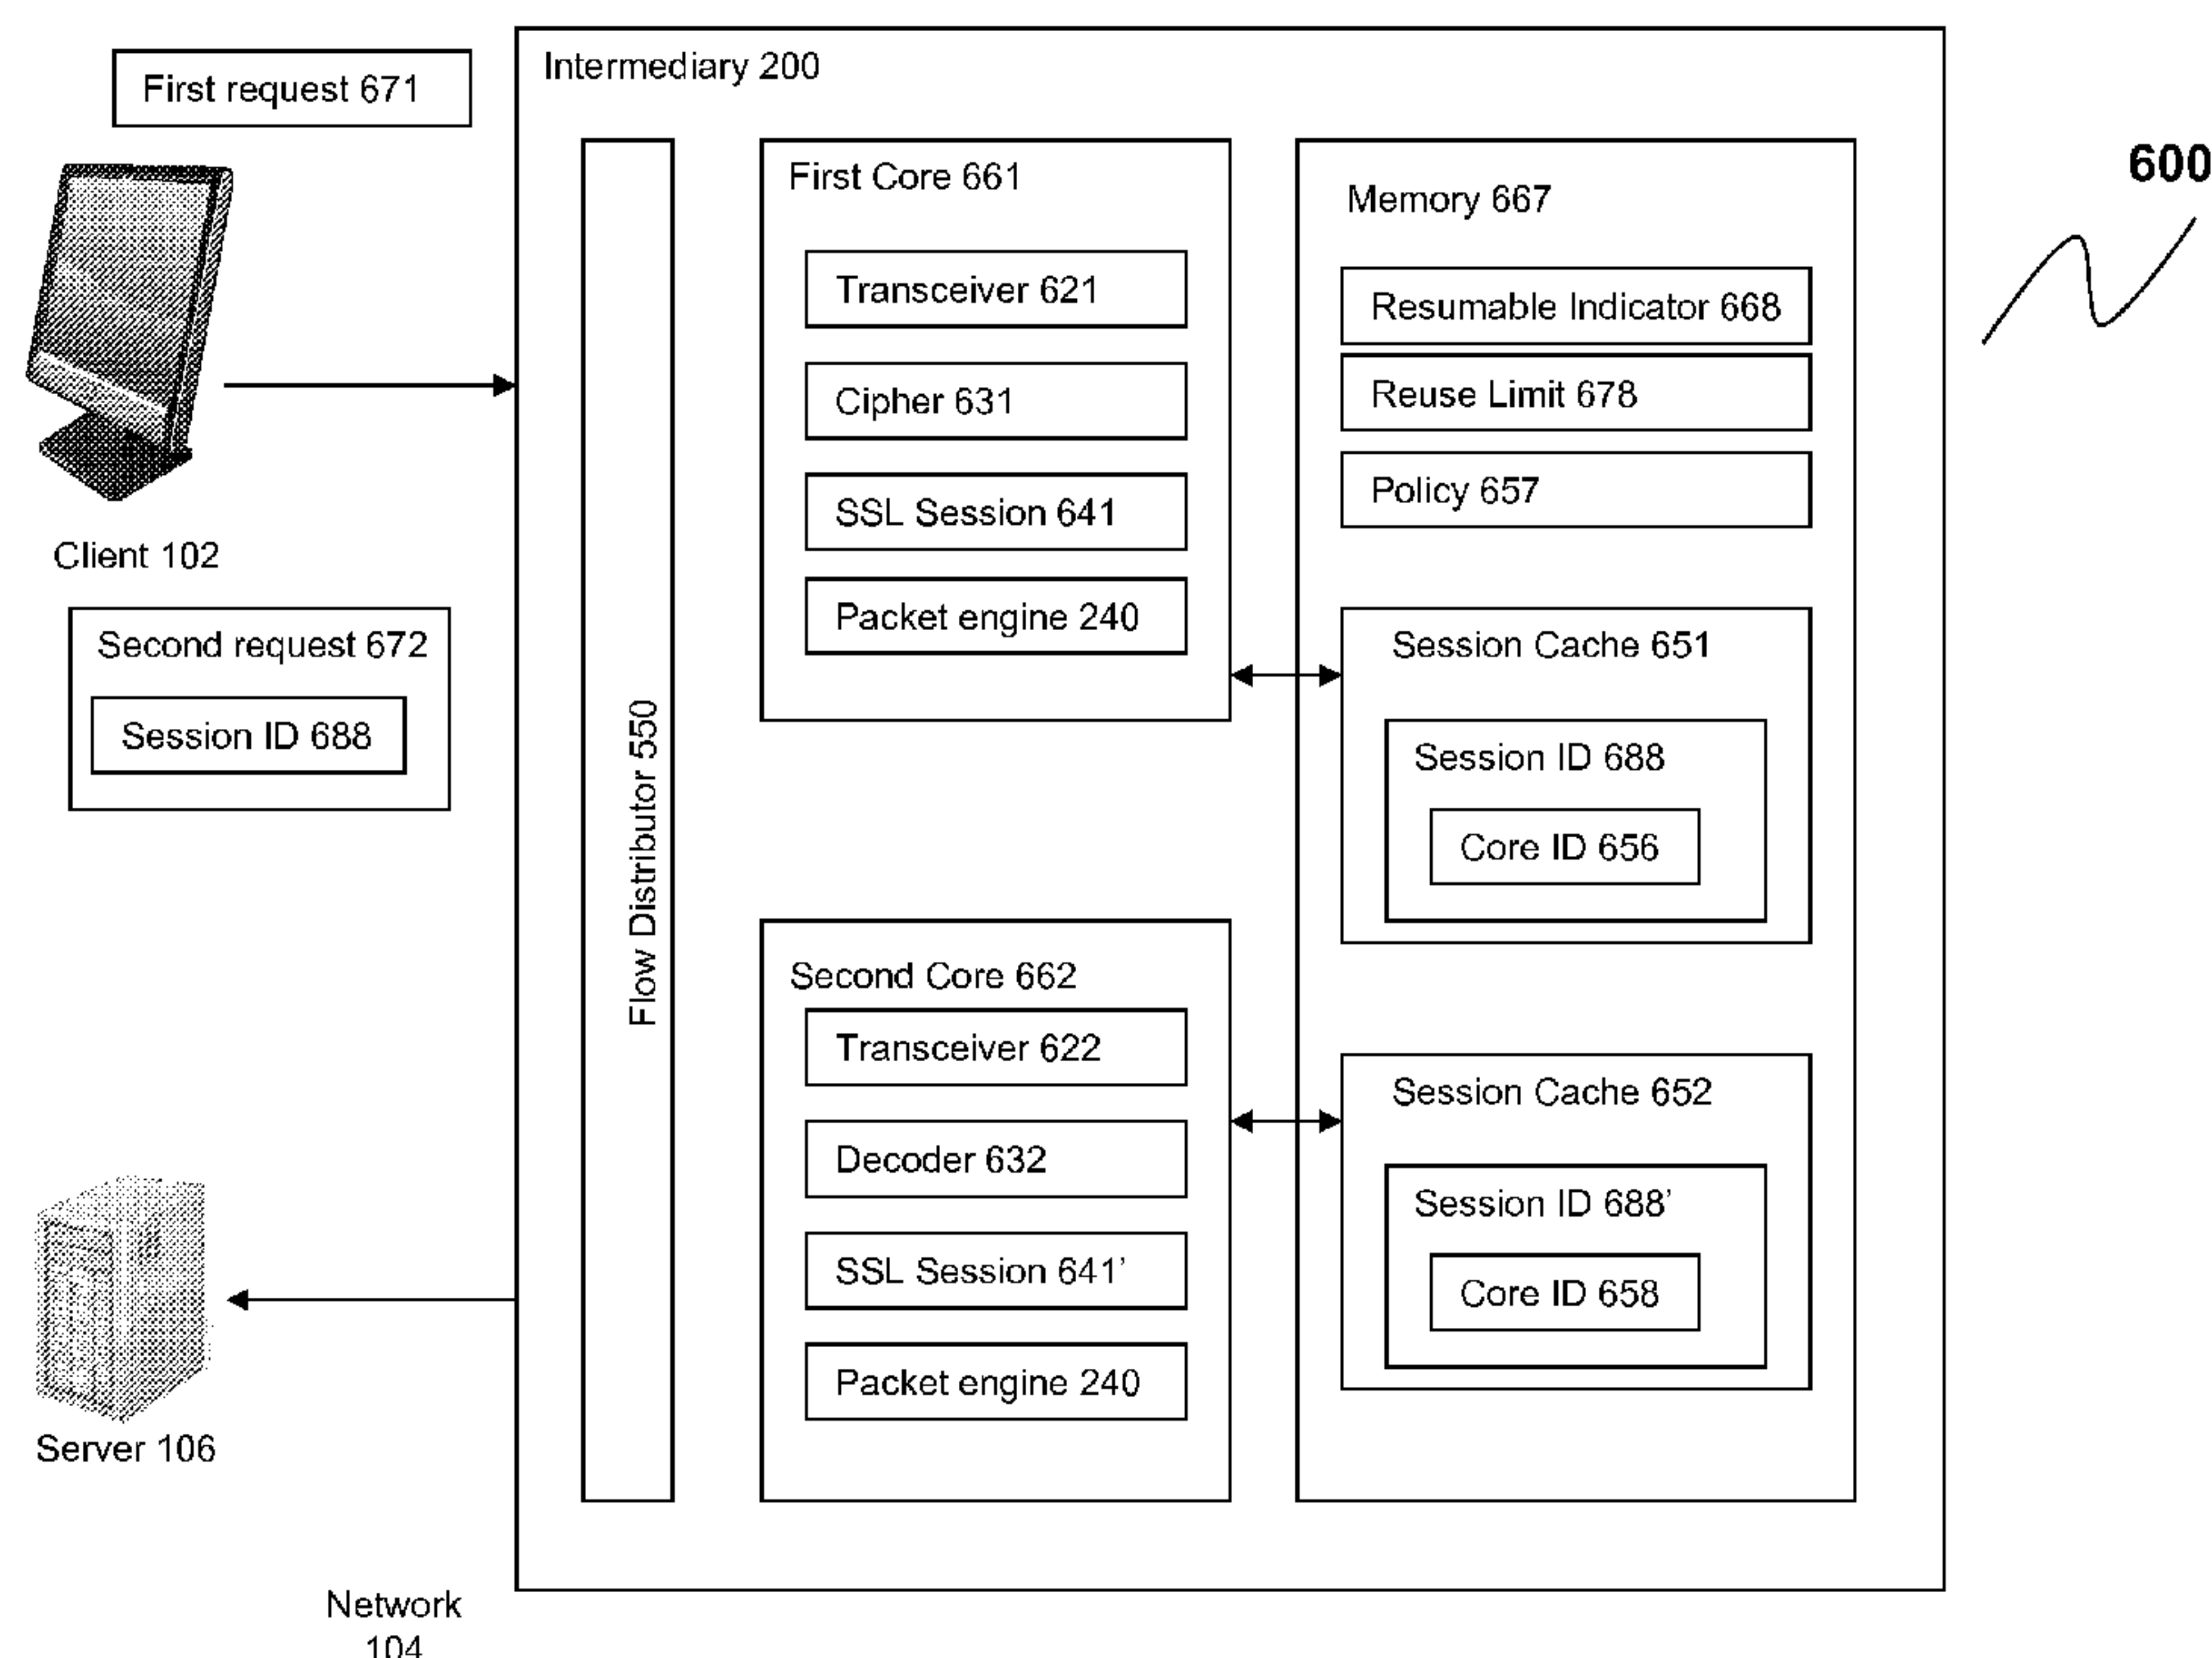 First request 671
Intermediary 200
600
Client 102
Second request 672
Session ID 688
Server 106
Network
104
Flow Distributor 550
First Core 661
Transceiver 621
Cipher 631
SSL Session 641
Packet engine 240
Second Core 662
Transceiver 622
Decoder 632
SSL Session 641’
Packet engine 240
Memory 667
Resumable Indicator 668
Reuse Limit 678
Policy 657
Session Cache 651
Session ID 688
Core ID 656
Session Cache 652
Session ID 688’
Core ID 658